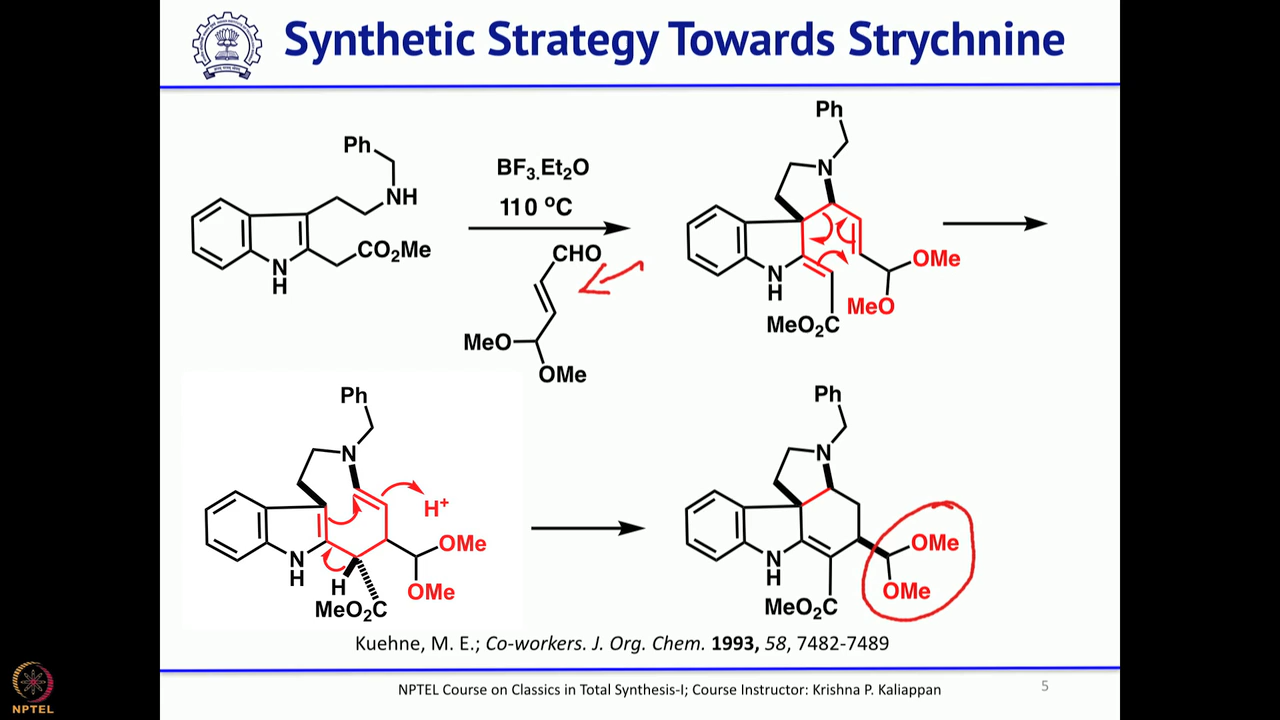 Synthetic Strategy Towards Strychnine
Ph
NH
CO₂Me
N
H
BF₃.Et₂O
110 ºC
CHO
MeO
OMe
Ph
N
OMe
MeO
N
H
MeO₂C
Ph
N
H⁺
OMe
OMe
N
H
H
MeO₂C
Ph
N
OMe
OMe
N
H
MeO₂C
Kuehne, M. E.; Co-workers. J. Org. Chem. 1993, 58, 7482-7489
NPTEL Course on Classics in Total Synthesis-I; Course Instructor: Krishna P. Kaliappan
5
NPTEL